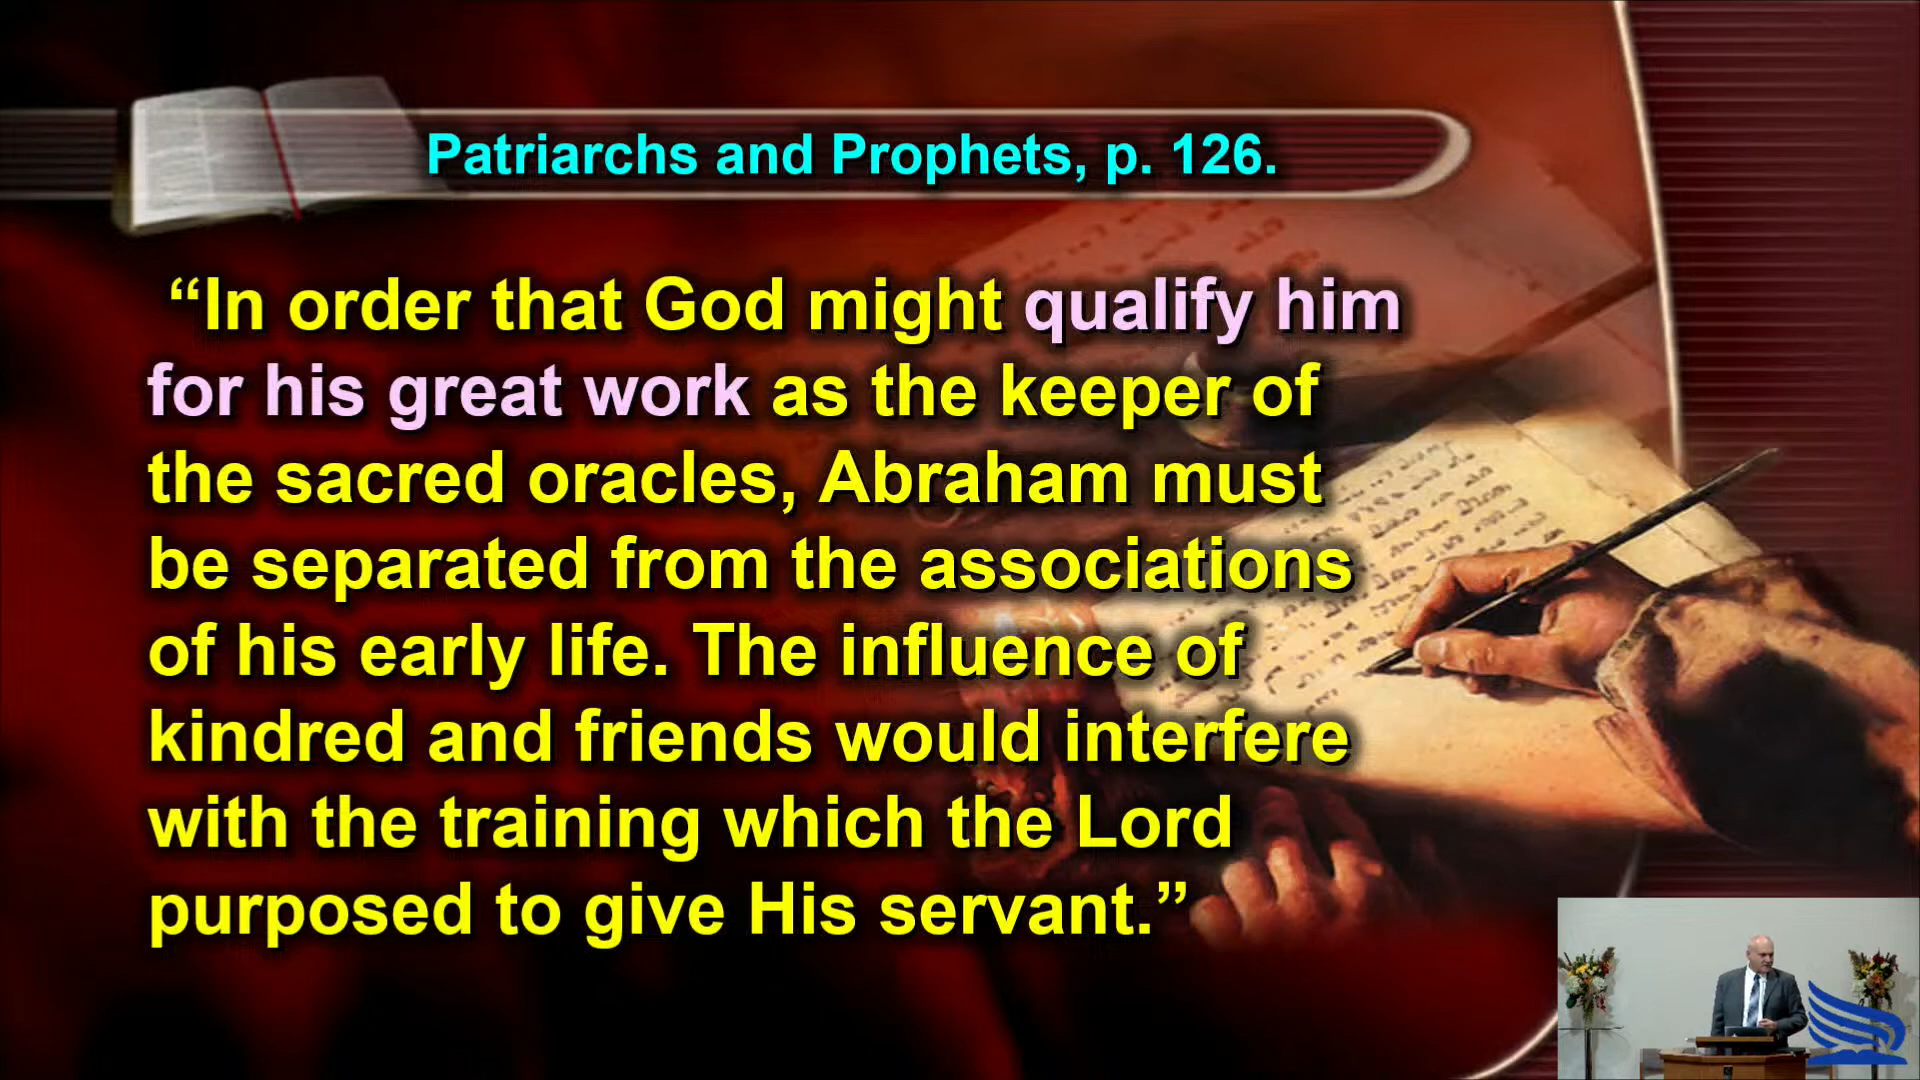 Patriarchs and Prophets, p. 126.
“In order that God might qualify him
for his great work as the keeper of
the sacred oracles, Abraham must
be separated from the associations
of his early life. The influence of
kindred and friends would interfere
with the training which the Lord
purposed to give His servant.”